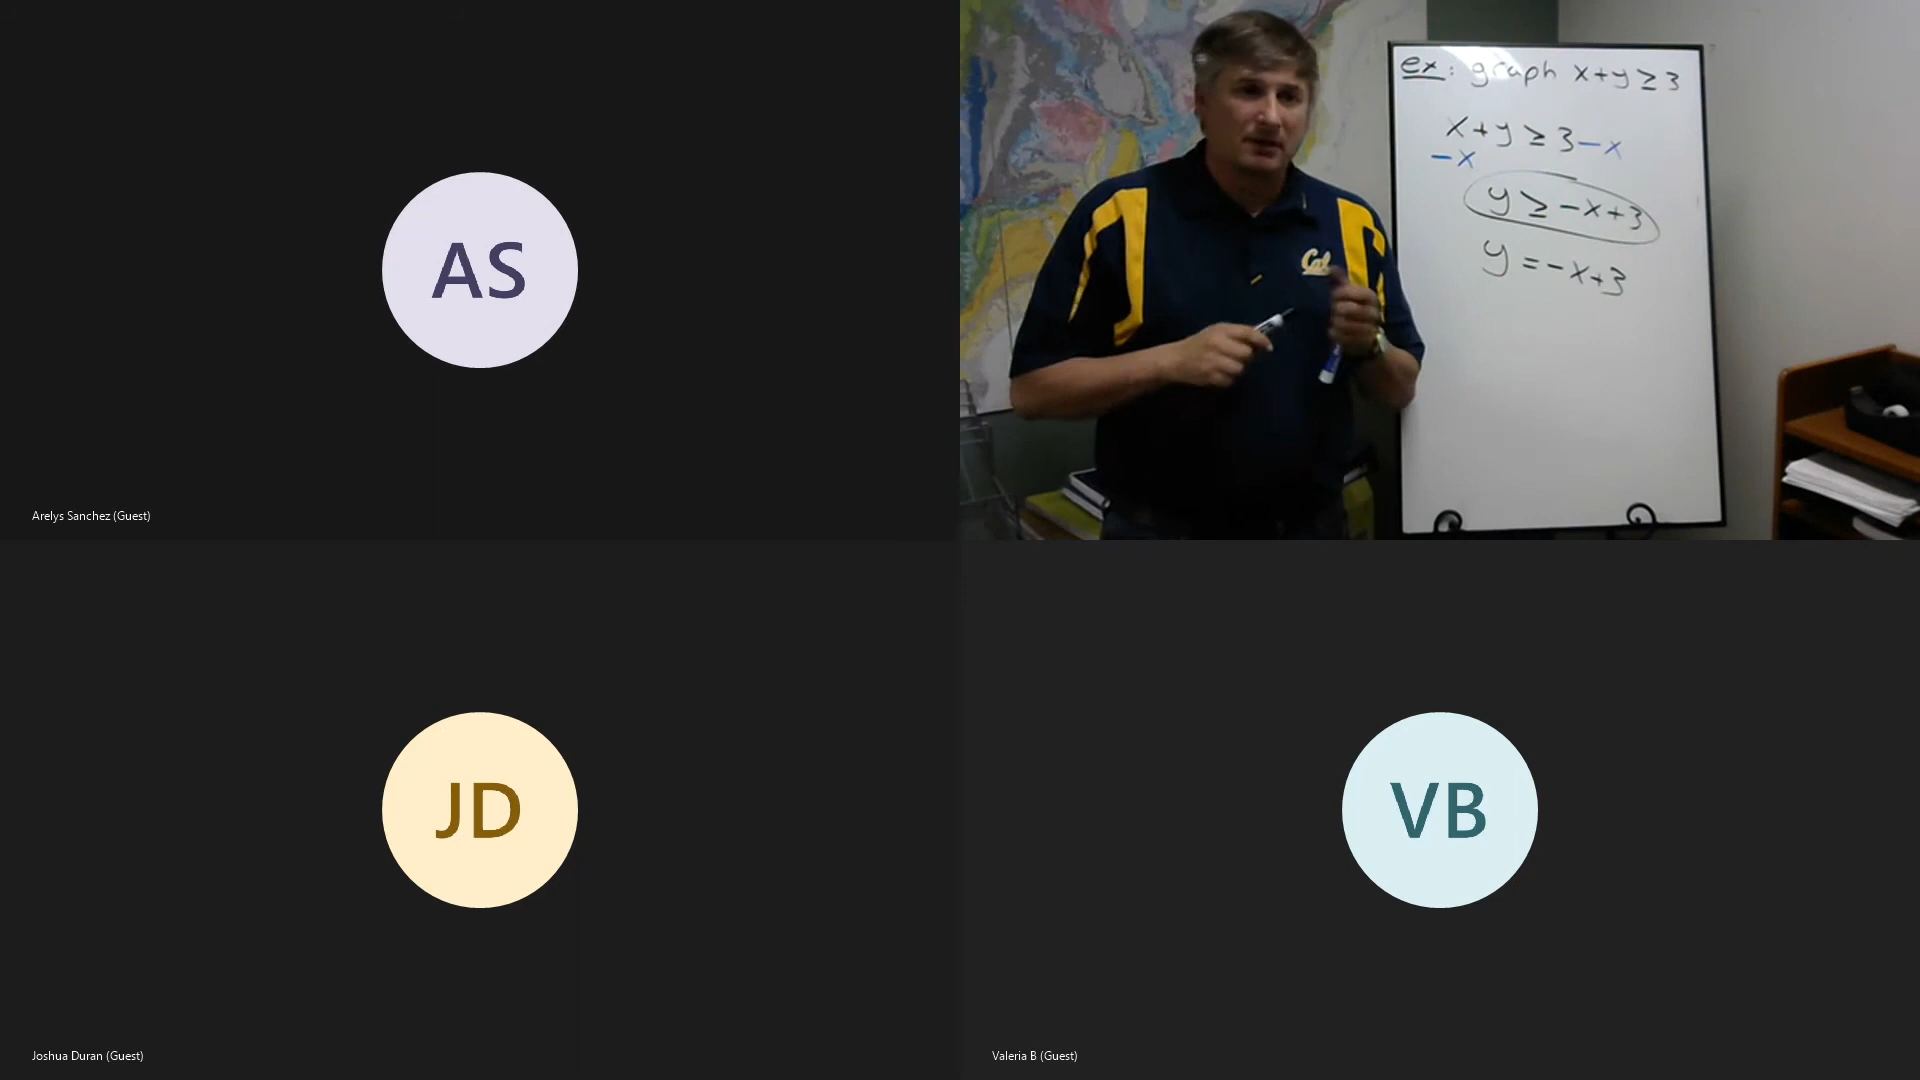 AS
Arelys Sanchez (Guest)
ex: graph x+y ≥ 3
x+y ≥ 3-x
-x
y ≥ -x+3
y = -x+3
Cal
JD
Joshua Duran (Guest)
VB
Valeria B (Guest)